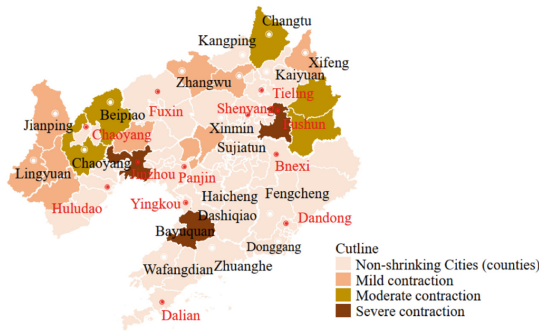 Changtu
Kangping
Xifeng
Zhangwu
Kaiyuan
Tieling
Fuxin
Beipiao
Jianping
Shenyang
Fushun
Chaoyang
Xinmin
Sujiatun
Chaoyang
Lingyuan
Bnexi
Panjin
Huludao
Haicheng
Fengcheng
Yingkou
Dashiqiao
Dandong
Bayuquan
Donggang
Zhuanghe
Wafangdian
Dalian
Cutline
Non-shrinking Cities (counties)
Mild contraction
Moderate contraction
Severe contraction